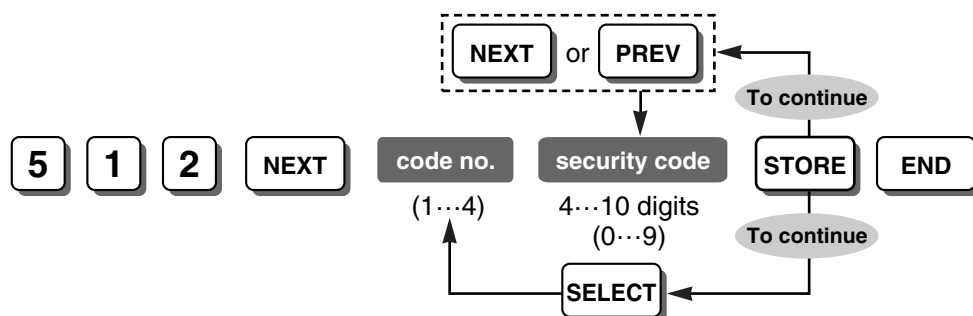 NEXT or PREV
To continue
5 1 2 NEXT code no. security code STORE END
(1···4) 4···10 digits
(0···9)
To continue
SELECT